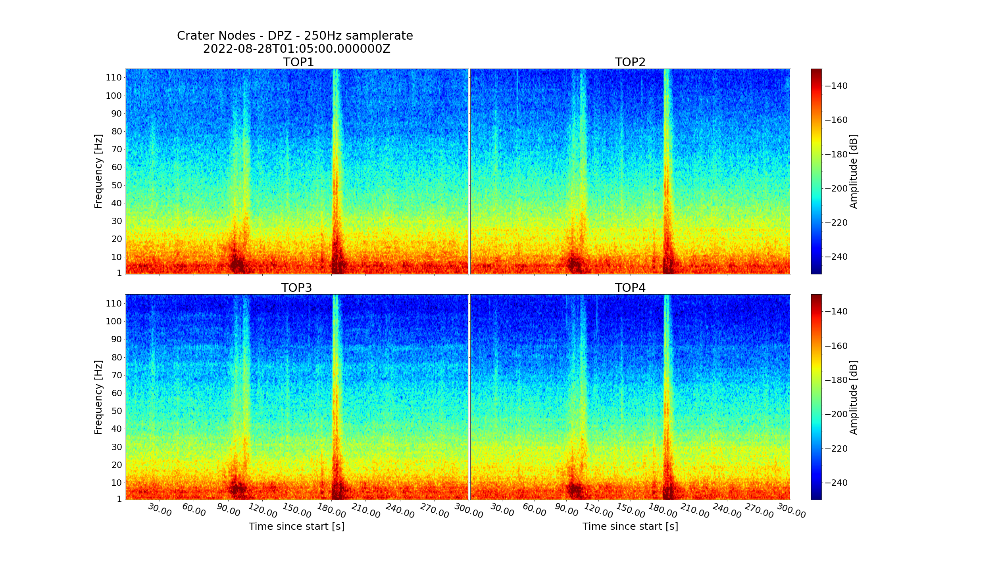 Crater Nodes - DPZ - 250Hz samplerate
2022-08-28T01:05:00.000000Z
TOP1
TOP2
110
100
90
80
70
60
50
40
30
20
10
1
Frequency [Hz]
−140
−160
−180
−200
−220
−240
Amplitude [dB]
TOP3
TOP4
110
100
90
80
70
60
50
40
30
20
10
1
Frequency [Hz]
−140
−160
−180
−200
−220
−240
Amplitude [dB]
30.00 60.00 90.00 120.00 150.00 180.00 210.00 240.00 270.00 300.00
30.00 60.00 90.00 120.00 150.00 180.00 210.00 240.00 270.00 300.00
Time since start [s]
Time since start [s]